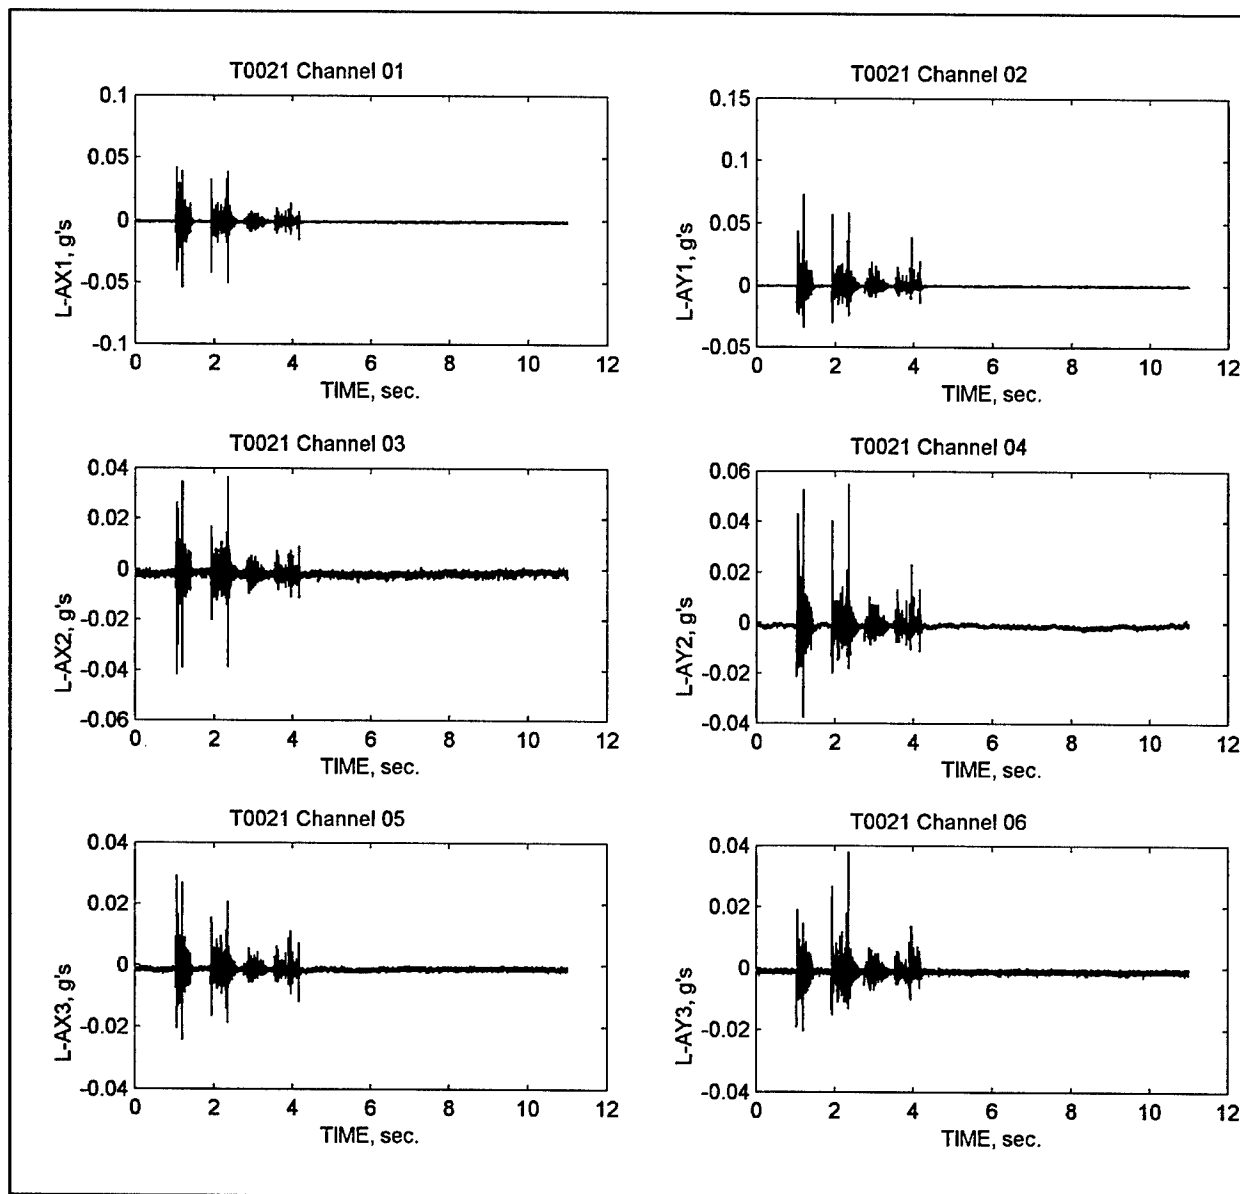 T0021 Channel 01
0.1
0.05
0
-0.05
-0.1
L-AX1, g's
0 2 4 6 8 10 12
TIME, sec.
T0021 Channel 02
0.15
0.1
0.05
0
-0.05
L-AY1, g's
0 2 4 6 8 10 12
TIME, sec.
T0021 Channel 03
0.04
0.02
0
-0.02
-0.04
-0.06
L-AX2, g's
0 2 4 6 8 10 12
TIME, sec.
T0021 Channel 04
0.06
0.04
0.02
0
-0.02
-0.04
L-AY2, g's
0 2 4 6 8 10 12
TIME, sec.
T0021 Channel 05
0.04
0.02
0
-0.02
-0.04
L-AX3, g's
0 2 4 6 8 10 12
TIME, sec.
T0021 Channel 06
0.04
0.02
0
-0.02
-0.04
L-AY3, g's
0 2 4 6 8 10 12
TIME, sec.